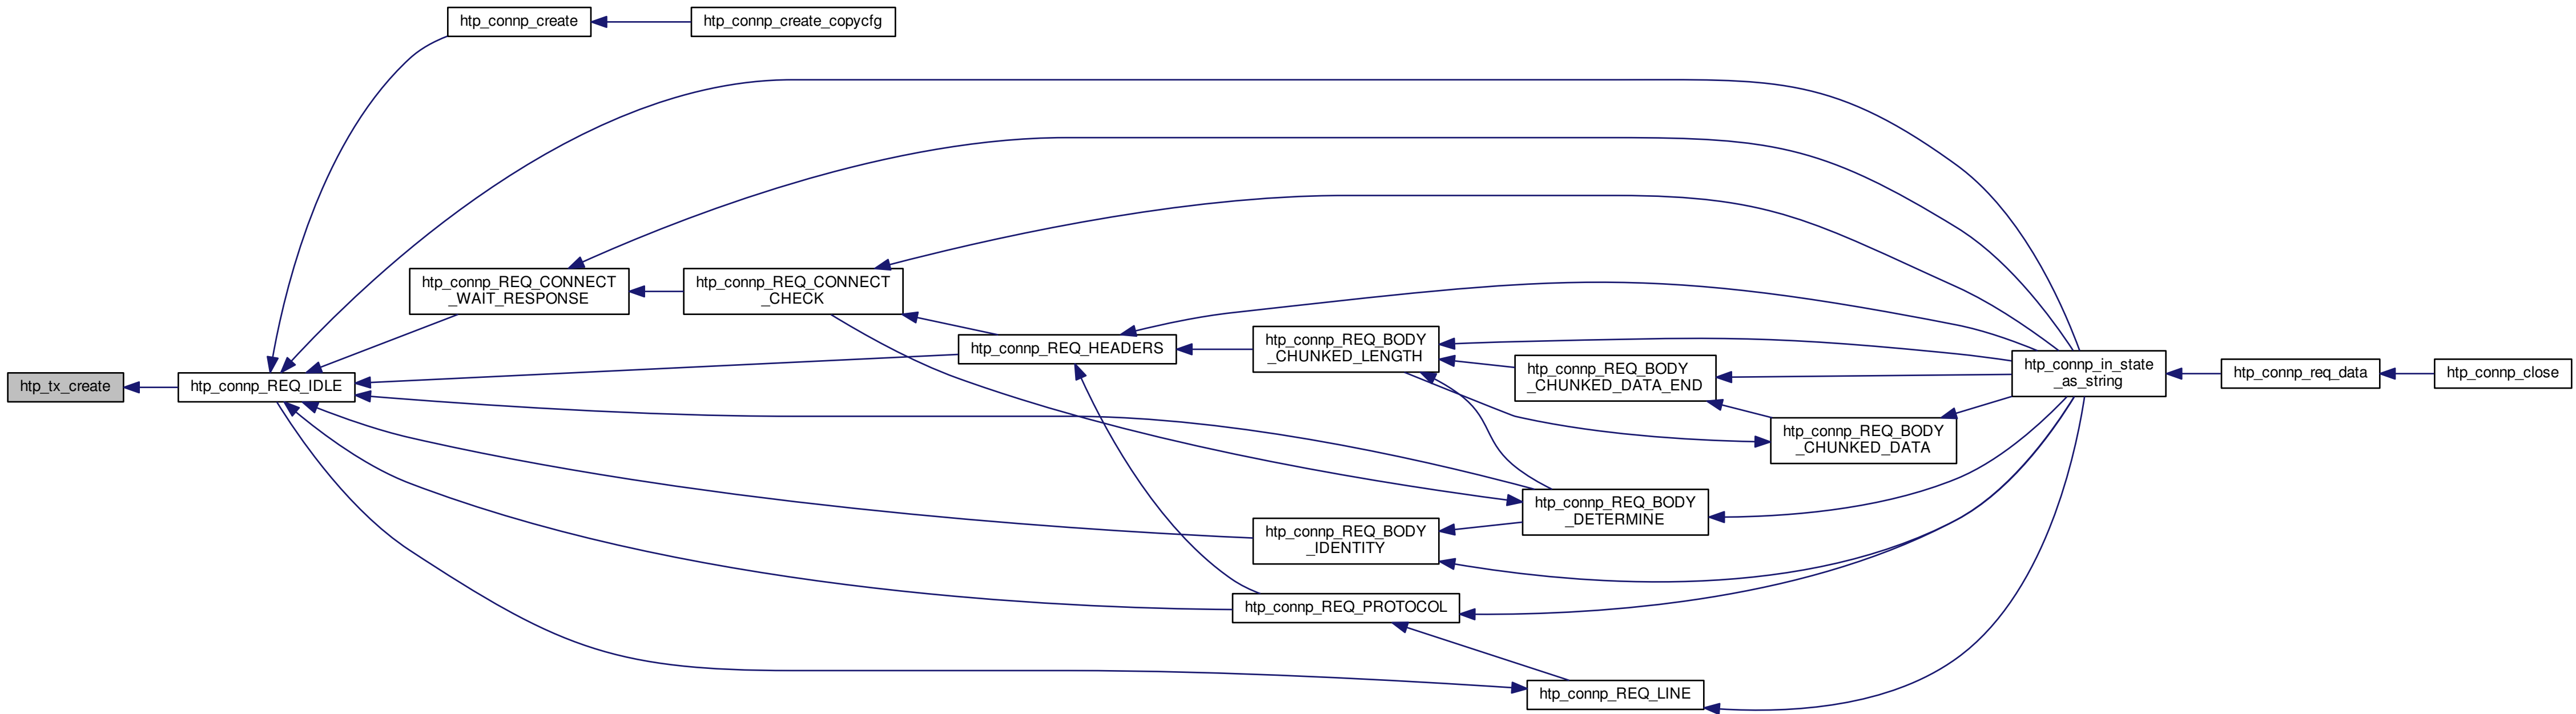 htp_connp_create
htp_connp_create_copycfg
htp_connp_REQ_CONNECT
_WAIT_RESPONSE
htp_connp_REQ_CONNECT
_CHECK
htp_connp_REQ_HEADERS
htp_connp_REQ_BODY
_CHUNKED_LENGTH
htp_connp_REQ_BODY
_CHUNKED_DATA_END
htp_connp_in_state
_as_string
htp_connp_req_data
htp_connp_close
htp_tx_create
htp_connp_REQ_IDLE
htp_connp_REQ_BODY
_CHUNKED_DATA
htp_connp_REQ_BODY
_DETERMINE
htp_connp_REQ_BODY
_IDENTITY
htp_connp_REQ_PROTOCOL
htp_connp_REQ_LINE